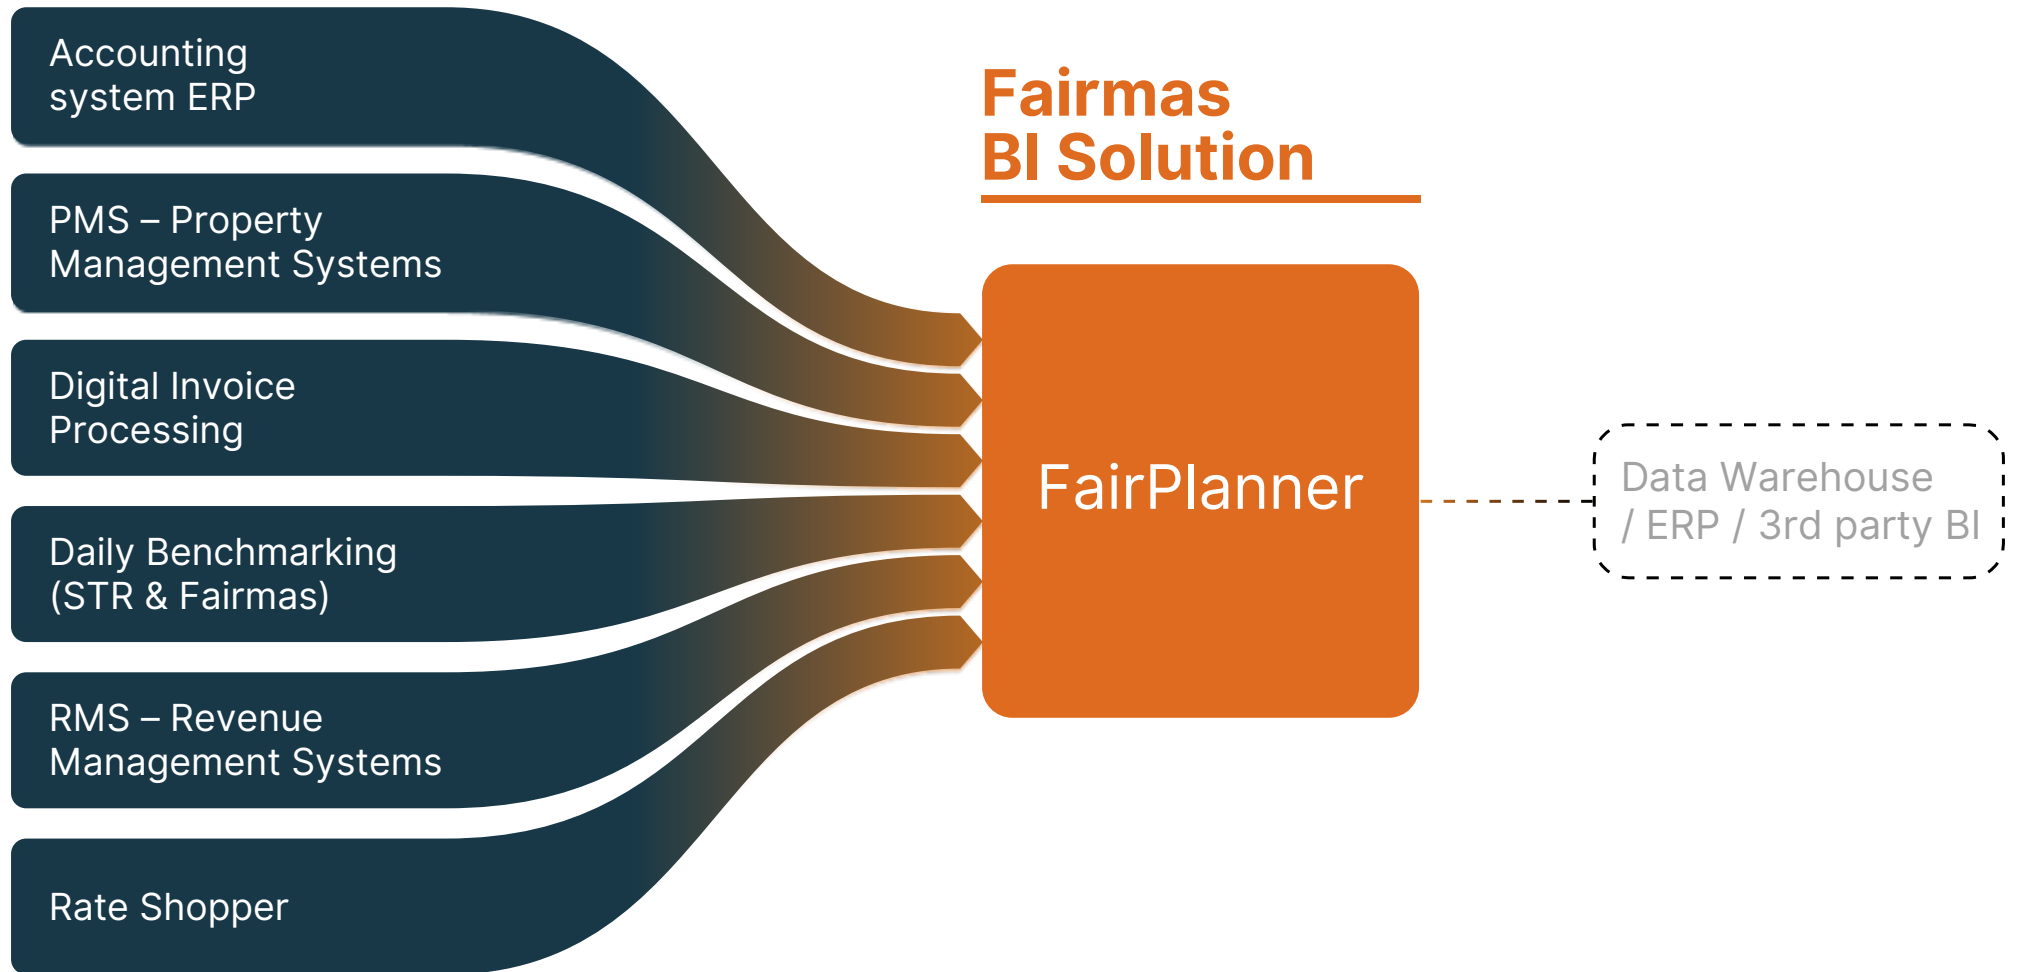 Accounting
system ERP
PMS – Property
Management Systems
Digital Invoice
Processing
Daily Benchmarking
(STR & Fairmas)
RMS – Revenue
Management Systems
Rate Shopper
Fairmas
BI Solution
FairPlanner
Data Warehouse
/ ERP / 3rd party BI